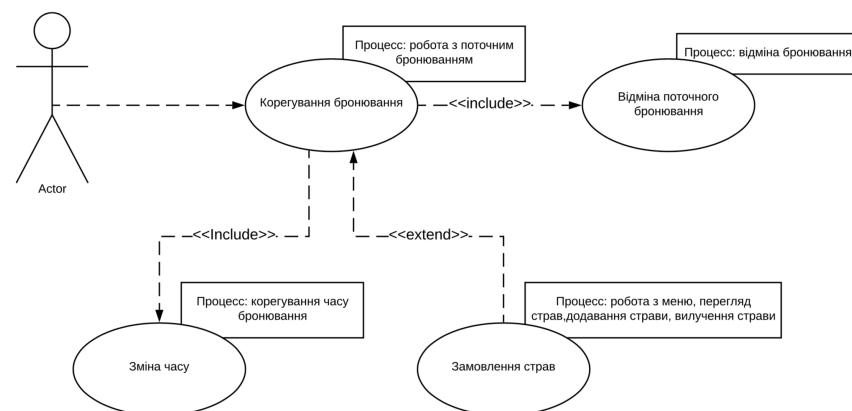 Процесс: робота з поточним
бронюванням
Процесс: відміна бронювання
Корегування бронювання
<<include>>
Відміна поточного
бронювання
Actor
<<Include>>
<<extend>>
Процесс: корегування часу
бронювання
Процесс: робота з меню, перегляд
страв,додавання страви, вилучення страви
Зміна часу
Замовлення страв